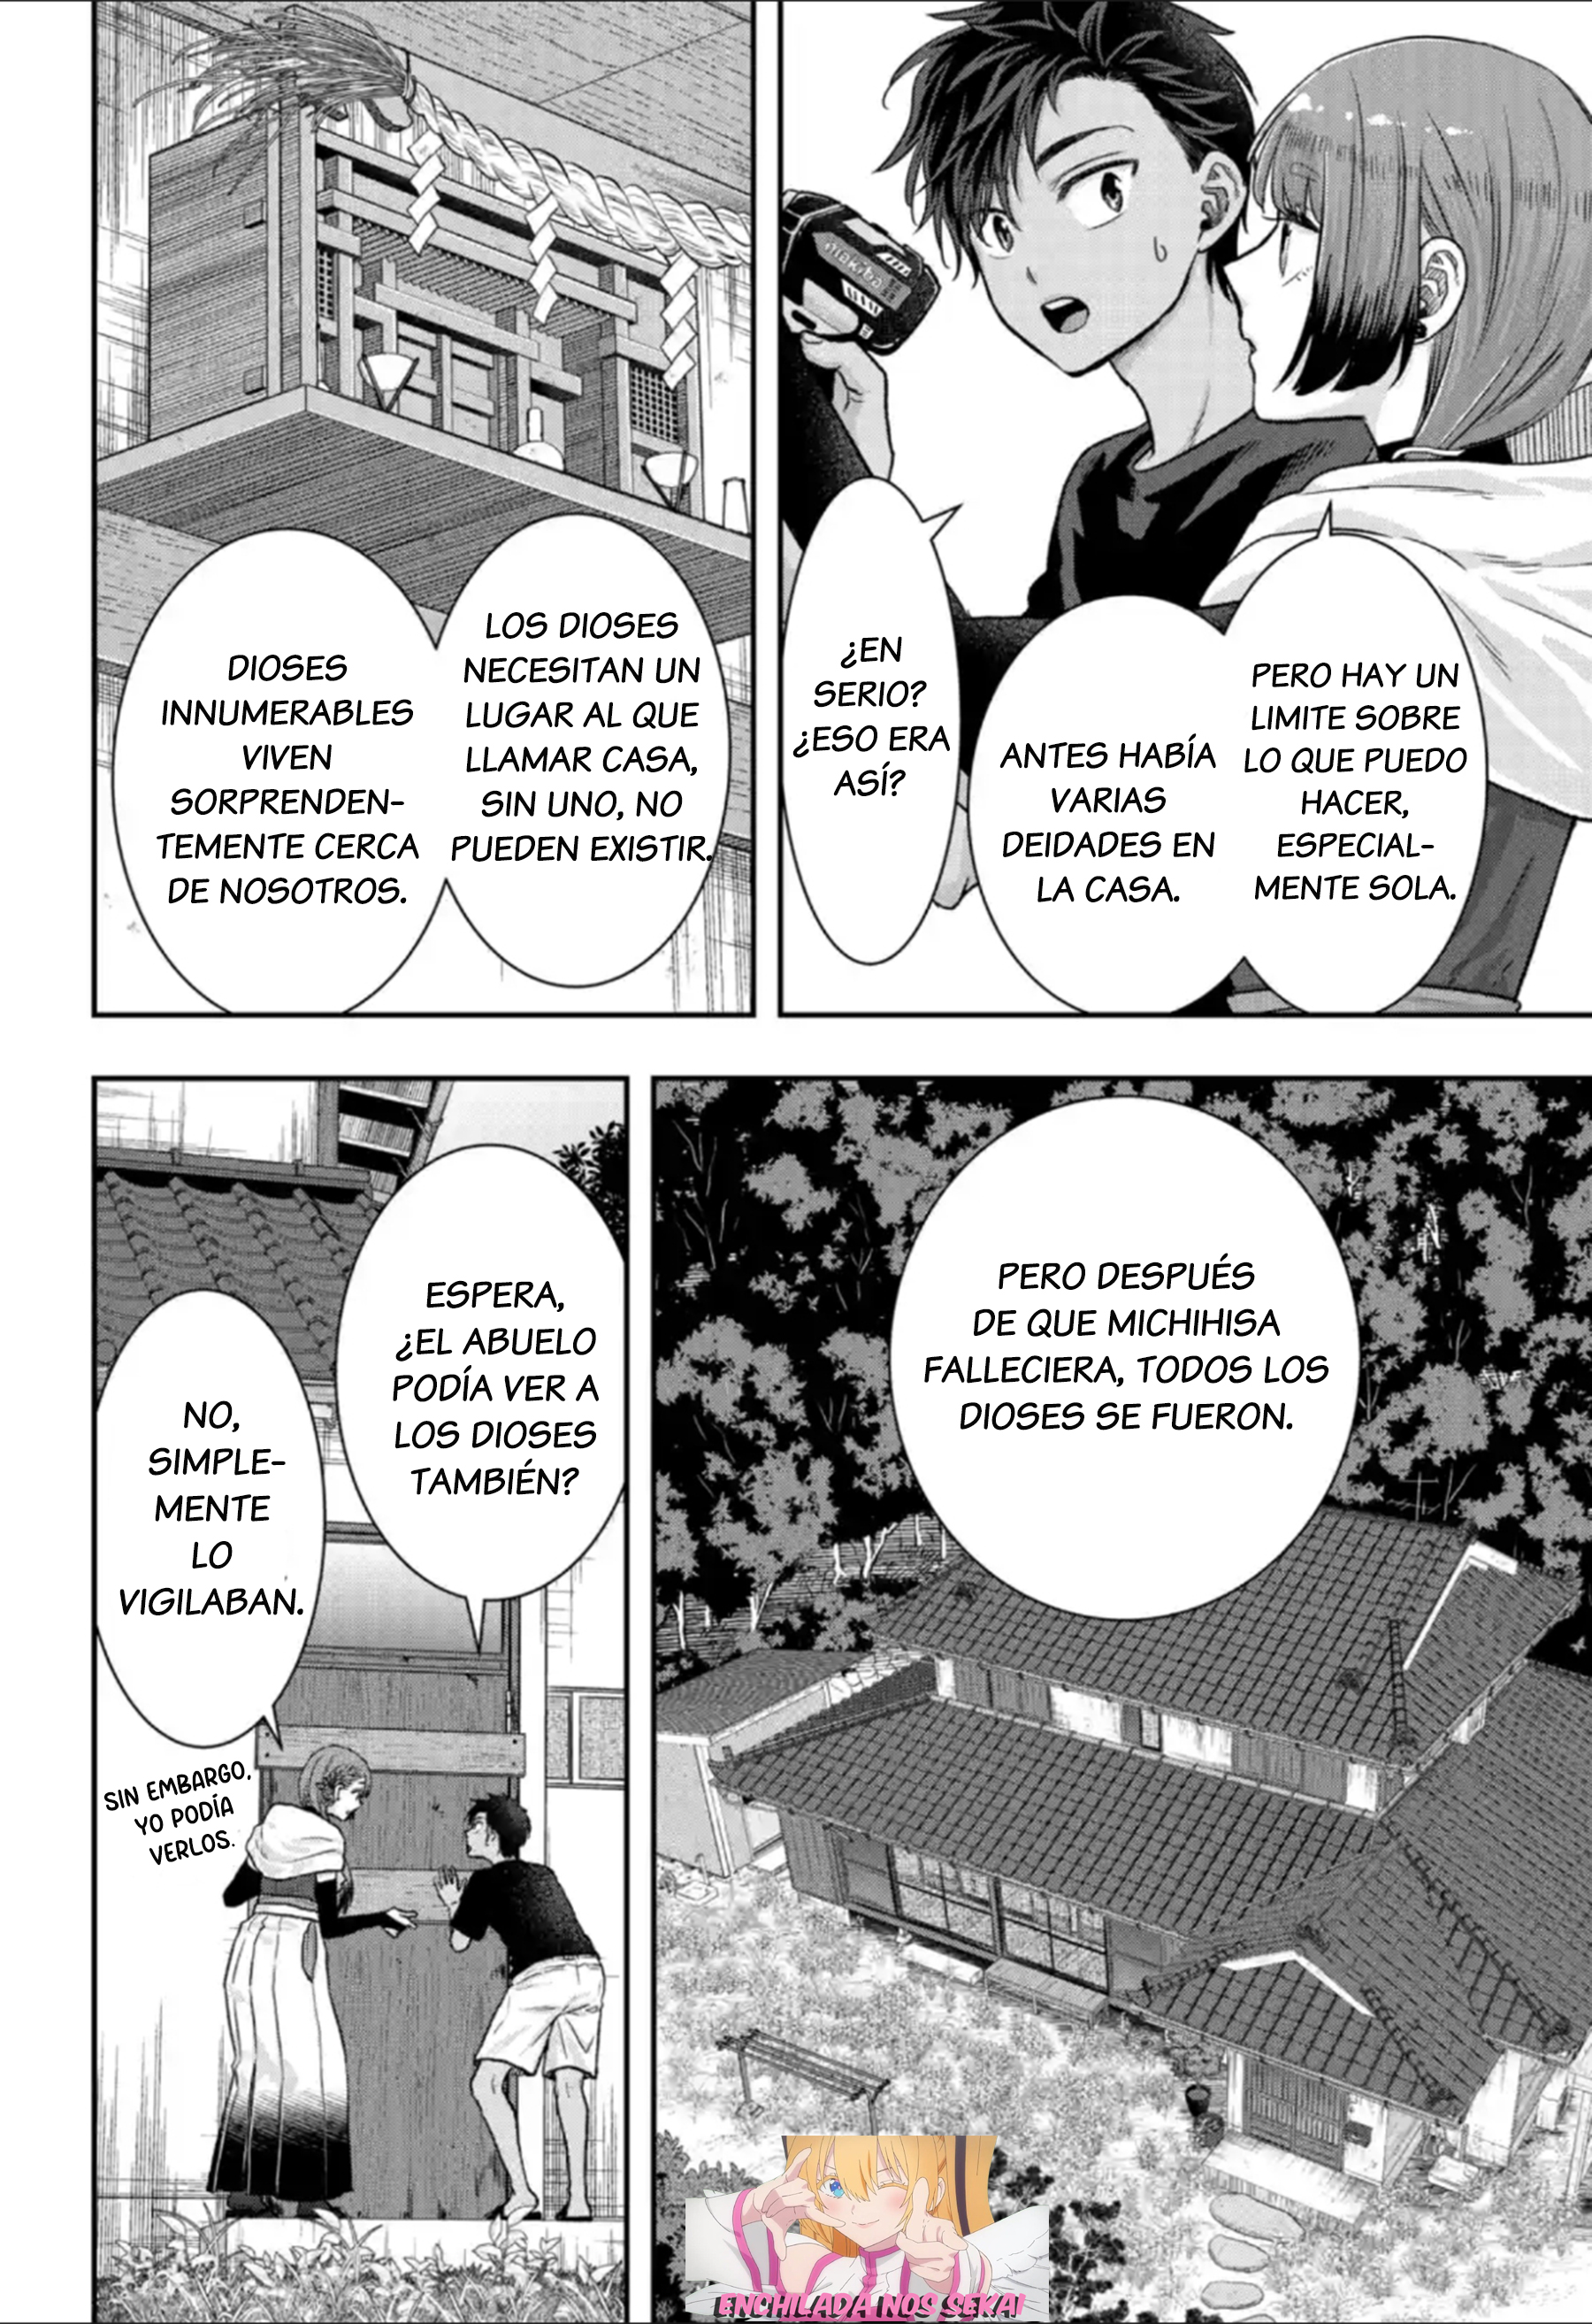 makita
PERO HAY UN
LIMITE SOBRE
LO QUE PUEDO
HACER,
ESPECIAL-
MENTE SOLA.
ANTES HABÍA
VARIAS
DEIDADES EN
LA CASA.
¿EN
SERIO?
¿ESO ERA
ASÍ?
LOS DIOSES
NECESITAN UN
LUGAR AL QUE
LLAMAR CASA,
SIN UNO, NO
PUEDEN EXISTIR.
DIOSES
INNUMERABLES
VIVEN
SORPRENDEN-
TEMENTE CERCA
DE NOSOTROS.
PERO DESPUÉS
DE QUE MICHIHISA
FALLECIERA, TODOS LOS
DIOSES SE FUERON.
ESPERA,
¿EL ABUELO
PODÍA VER A
LOS DIOSES
TAMBIÉN?
NO,
SIMPLE-
MENTE
LO
VIGILABAN.
SIN EMBARGO,
YO PODÍA
VERLOS.
ENCHILADA NOS SEKAI